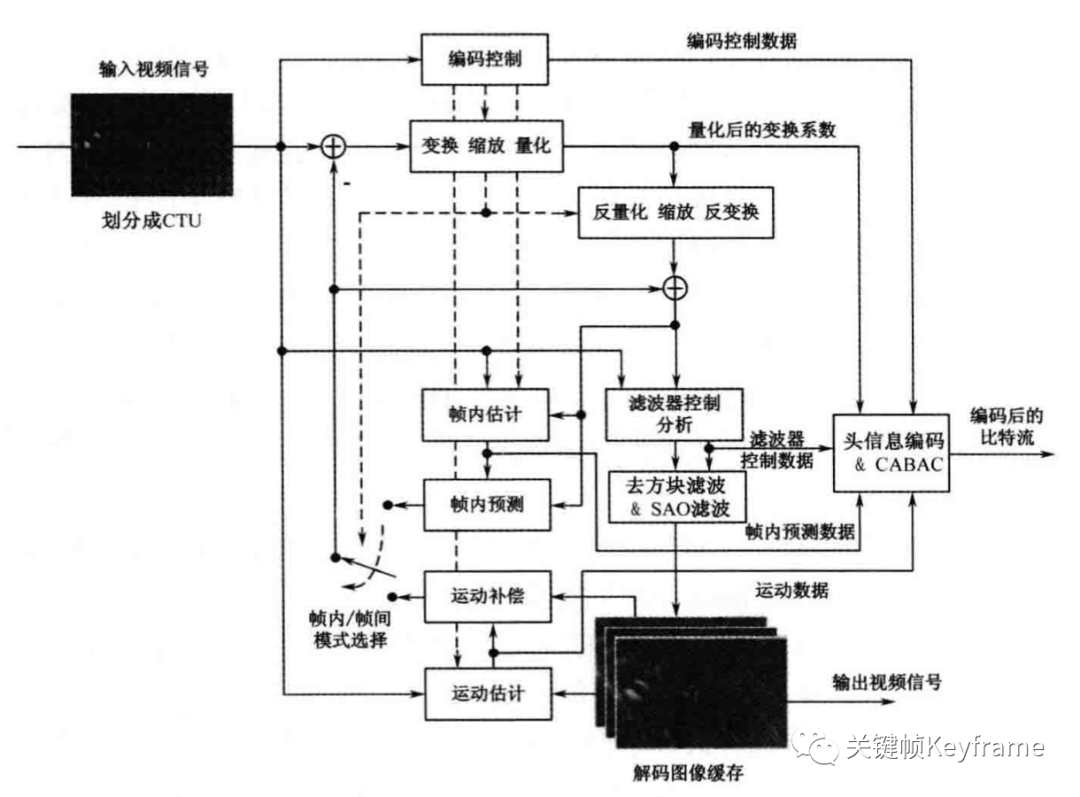 编码控制数据
编码控制
输入视频信号
量化后的变换系数
变换 缩放 量化
-
反量化 缩放 反变换
划分成CTU
帧内估计
滤波器控制
分析
编码后的
比特流
滤波器
控制数据
头信息编码
& CABAC
帧内预测
去方块滤波
& SAO滤波
帧内预测数据
运动补偿
运动数据
帧内/帧间
模式选择
运动估计
输出视频信号
关键帧Keyframe
解码图像缓存